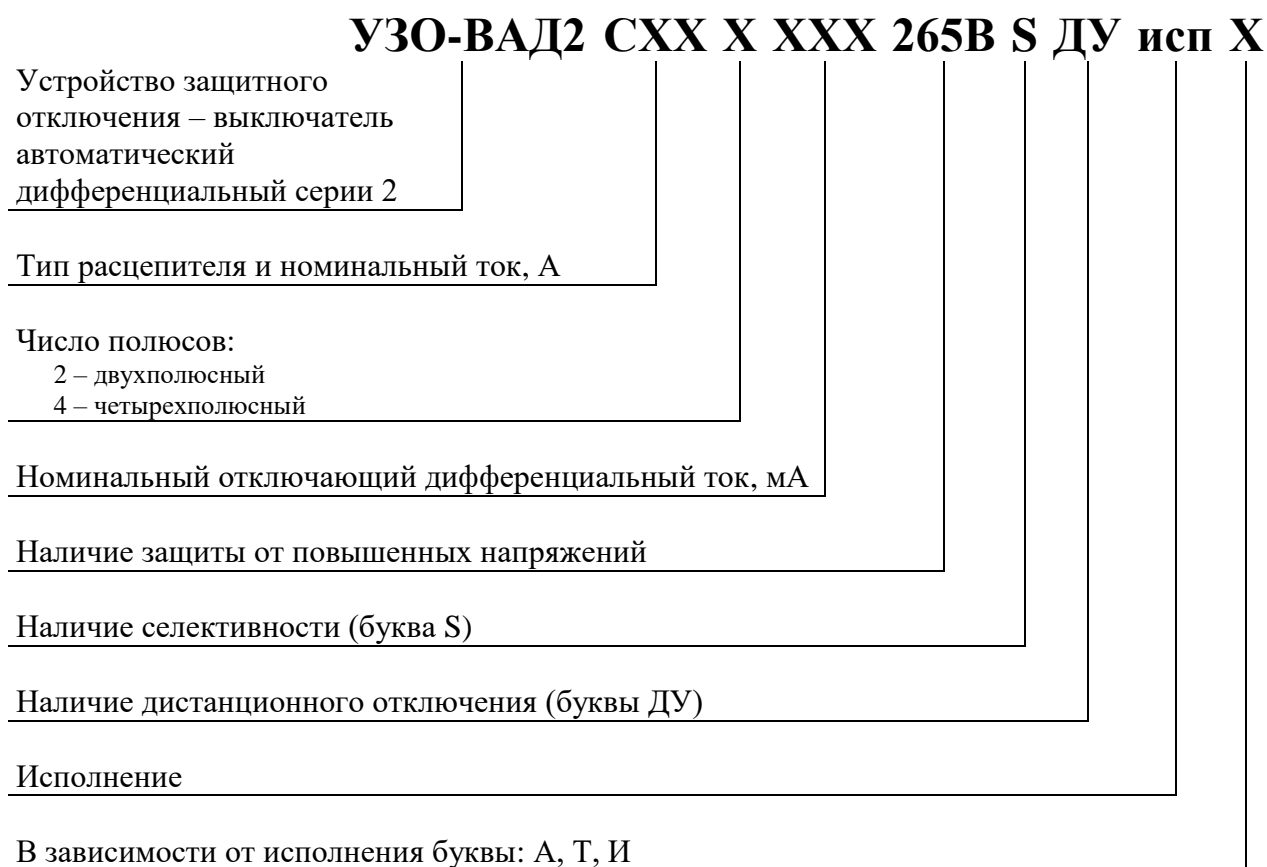 УЗО-ВАД2 СХХ Х ХХХ 265В S ДУ исп Х
Устройство защитного
отключения – выключатель
автоматический
дифференциальный серии 2
Тип расцепителя и номинальный ток, А
Число полюсов:
2 – двухполюсный
4 – четырехполюсный
Номинальный отключающий дифференциальный ток, мА
Наличие защиты от повышенных напряжений
Наличие селективности (буква S)
Наличие дистанционного отключения (буквы ДУ)
Исполнение
В зависимости от исполнения буквы: А, Т, И